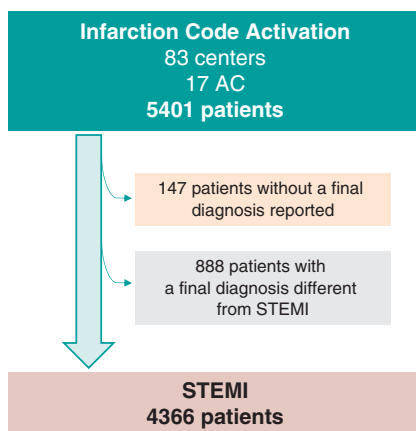 Infarction Code Activation
83 centers
17 AC
5401 patients
147 patients without a final
diagnosis reported
888 patients with
a final diagnosis different
from STEMI
STEMI
4366 patients